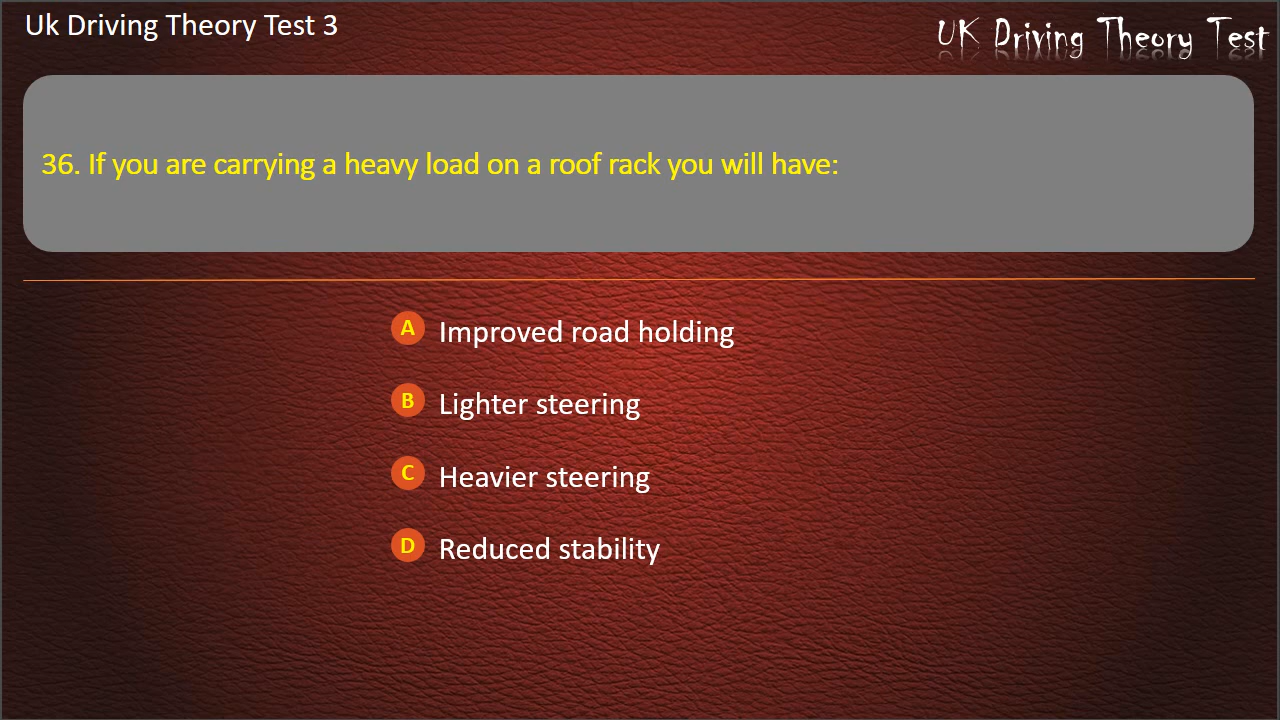 Uk Driving Theory Test 3
UK Driving Theory Test
36. If you are carrying a heavy load on a roof rack you will have:
A Improved road holding
B Lighter steering
C Heavier steering
D Reduced stability